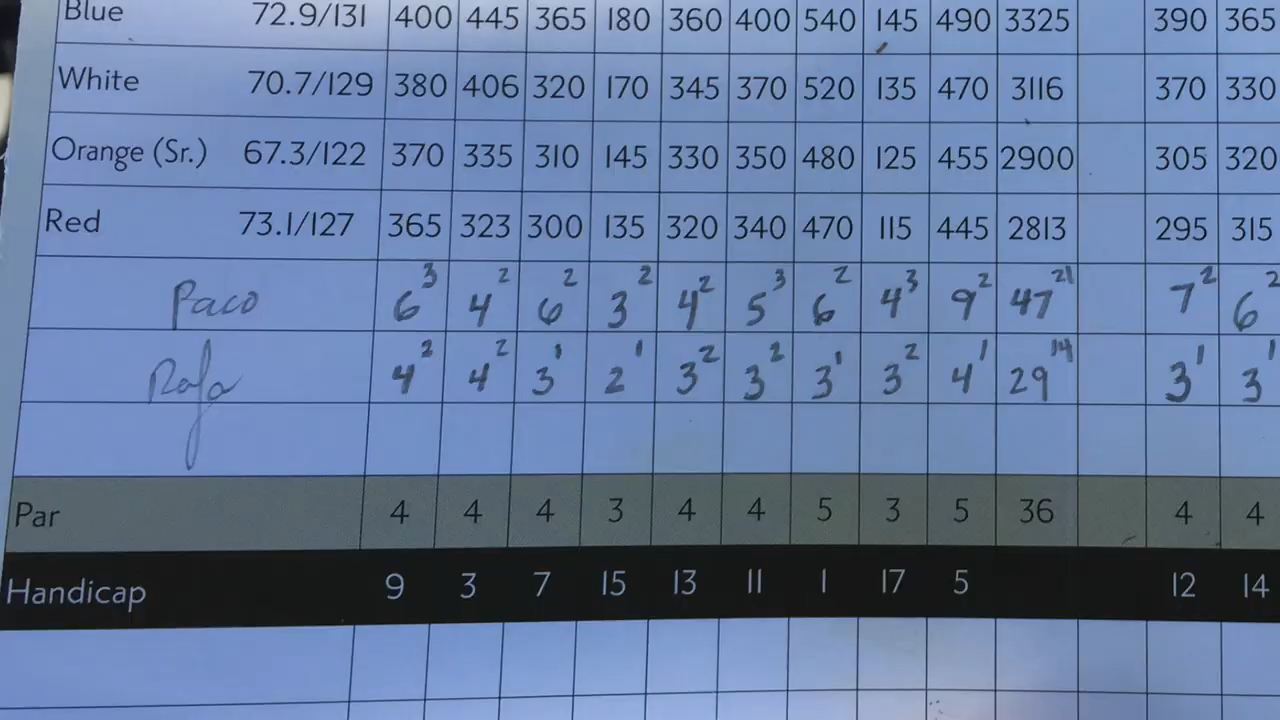 Blue 72.9/131 400 445 365 180 360 400 540 145 490 3325 390 365
White 70.7/129 380 406 320 170 345 370 520 135 470 3116 370 330
Orange (Sr.) 67.3/122 370 335 310 145 330 350 480 125 455 2900 305 320
Red 73.1/127 365 323 300 135 320 340 470 115 445 2813 295 315
Paco 6 3 4 2 6 2 3 2 4 2 5 3 6 2 4 3 9 2 47 21 7 2 6 2
Rafa 4 2 4 2 3 1 2 1 3 2 3 2 3 1 3 2 4 1 29 14 3 1 3 1
Par 4 4 4 3 4 4 5 3 5 36 4 4
Handicap 9 3 7 15 13 11 1 17 5 12 14